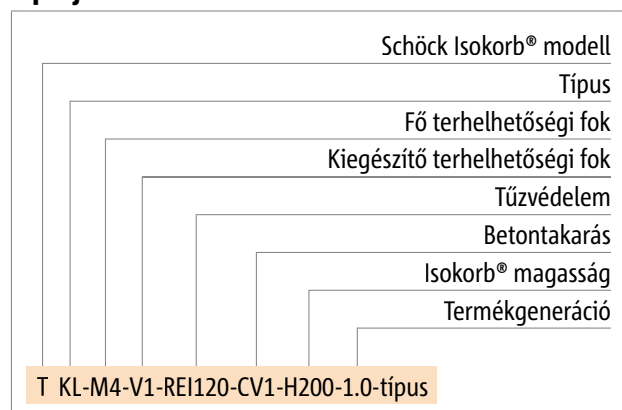 Schöck Isokorb® modell
Típus
Fő terhelhetőségi fok
Kiegészítő terhelhetőségi fok
Tűzvédelem
Betontakarás
Isokorb® magasság
Termékgeneráció
T KL-M4-V1-REI120-CV1-H200-1.0-típus